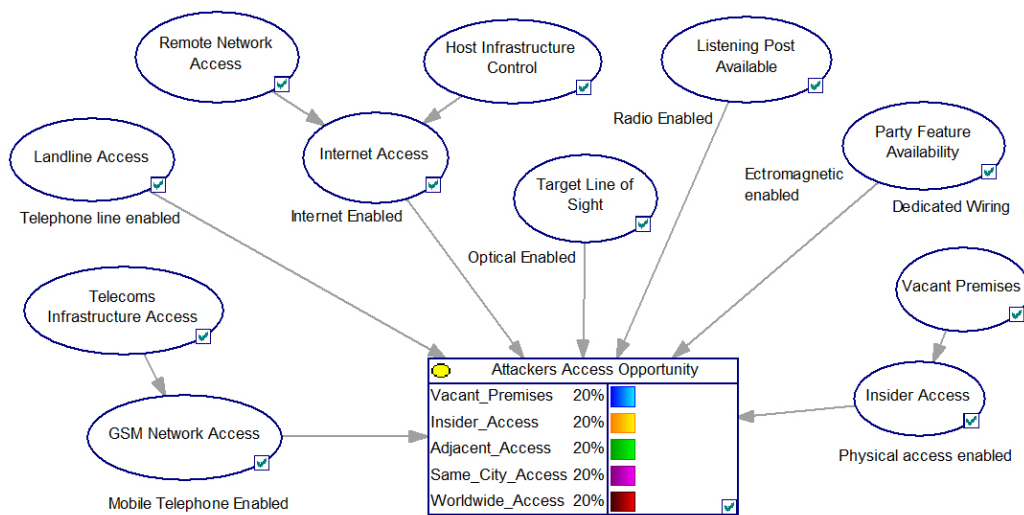 Remote Network
Access
Host Infrastructure
Control
Listening Post
Available
Landline Access
Internet Access
Radio Enabled
Party Feature
Availability
Target Line of
Sight
Ectromagnetic
enabled
Telephone line enabled
Internet Enabled
Dedicated Wiring
Optical Enabled
Telecoms
Infrastructure Access
Vacant Premises
Attackers Access Opportunity
Vacant_Premises 20%
Insider_Access 20%
Adjacent_Access 20%
Same_City_Access 20%
Worldwide_Access 20%
Insider Access
GSM Network Access
Physical access enabled
Mobile Telephone Enabled